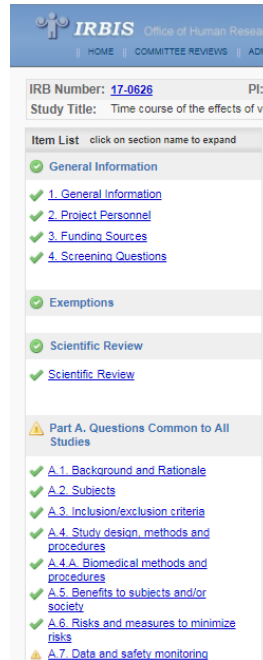 IRBIS Office of Human Resea
HOME || COMMITTEE REVIEWS || AD
IRB Number: 17-0626 PI:
Study Title: Time course of the effects of v
Item List click on section name to expand
General Information
1. General Information
2. Project Personnel
3. Funding Sources
4. Screening Questions
Exemptions
Scientific Review
Scientific Review
Part A. Questions Common to All
Studies
A.1. Background and Rationale
A.2. Subjects
A.3. Inclusion/exclusion criteria
A.4. Study design, methods and
procedures
A.4.A. Biomedical methods and
procedures
A.5. Benefits to subjects and/or
society
A.6. Risks and measures to minimize
risks
A.7. Data and safety monitoring